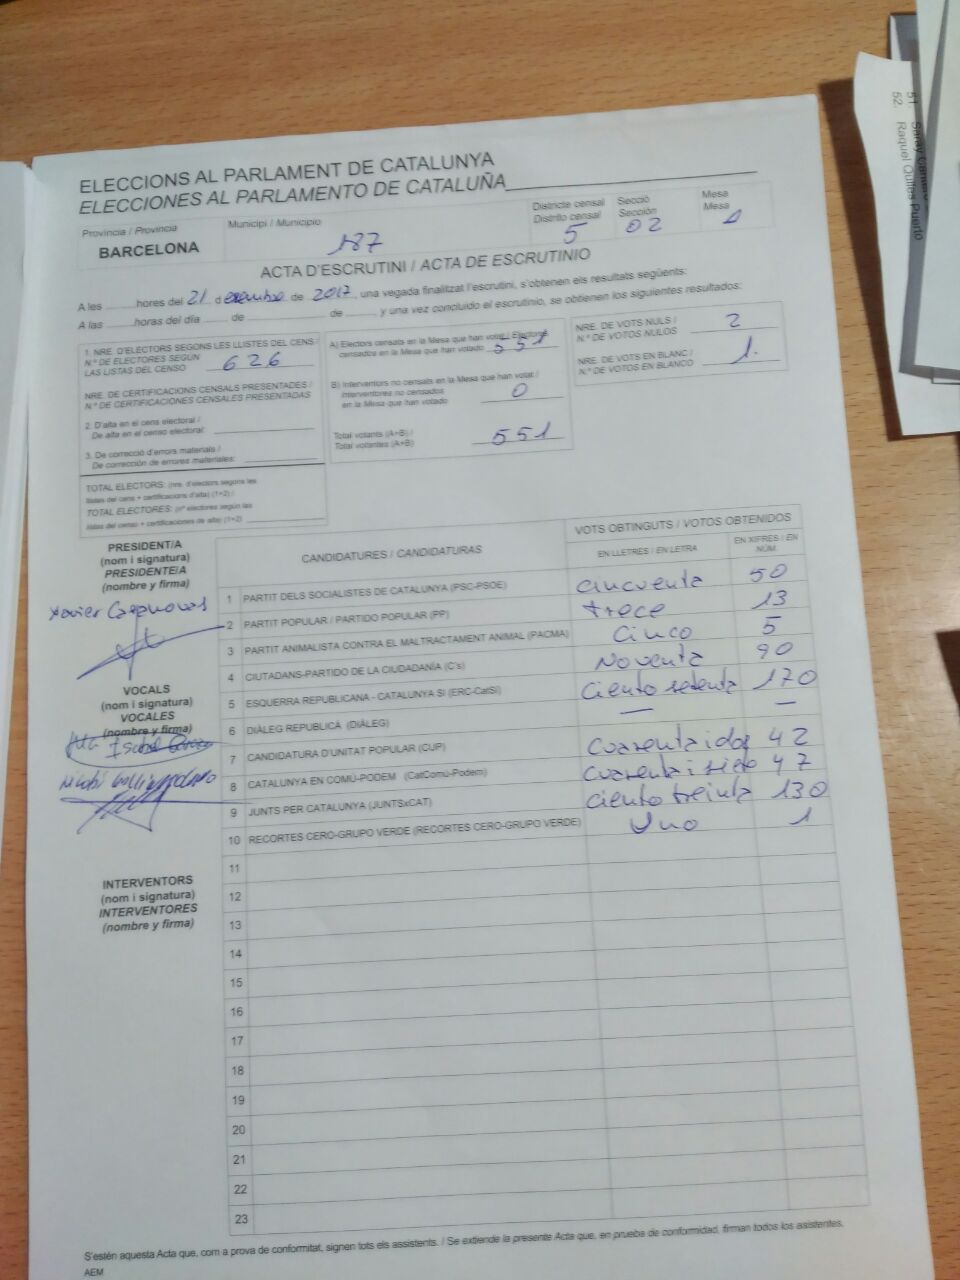 51. Saray
52. Raquel Quiles Puerto
ELECCIONS AL PARLAMENT DE CATALUNYA
ELECCIONES AL PARLAMENTO DE CATALUÑA
Provincia / Provincia
BARCELONA
Municipi / Municipio
187
Districte censal
Distrito censal
5
Secció
Sección
02
Mesa
Mesa
1
ACTA D'ESCRUTINI / ACTA DE ESCRUTINIO
A les ........hores del 21 d de 2017, una vegada finalitzat l'escrutini, s'obtenen els resultats següents:
A las ........horas del día ...... de .................... de ........ y una vez concluido el escrutinio, se obtienen los siguientes resultados:
1. NRE. D'ELECTORS SEGONS LES LLISTES DEL CENS /
N.º DE ELECTORES SEGÚN
LAS LISTAS DEL CENSO 626
NRE. DE CERTIFICACIONS CENSALS PRESENTADES /
N.º DE CERTIFICACIONES CENSALES PRESENTADAS
2. D'alta en el cens electoral /
De alta en el censo electoral:
3. De correcció d'errors materials /
De corrección de errores materiales:
TOTAL ELECTORS: (nre. d'electors segons les
llistes del cens + certificacions d'alta) (1+2) /
TOTAL ELECTORES: (nº electores según las
listas del censo + certificaciones de alta) (1+2)
A) Electors censats en la Mesa que han votat / Electores
censados en la Mesa que han votado 551
B) Interventors no censats en la Mesa que han votat /
Interventores no censados
en la Mesa que han votado 0
Total votants (A+B) /
Total votantes (A+B) 551
NRE. DE VOTS NULS /
N.º DE VOTOS NULOS 2
NRE. DE VOTS EN BLANC /
N.º DE VOTOS EN BLANCO 1.
PRESIDENT/A
(nom i signatura)
PRESIDENTE/A
(nombre y firma)
Xavier Casanovas
VOCALS
(nom i signatura)
VOCALES
(nombre y firma)
Isabel
INTERVENTORS
(nom i signatura)
INTERVENTORES
(nombre y firma)
CANDIDATURES / CANDIDATURAS
VOTS OBTINGUTS / VOTOS OBTENIDOS
EN LLETRES / EN LETRA
EN XIFRES / EN NÚM.
1 PARTIT DELS SOCIALISTES DE CATALUNYA (PSC-PSOE) cincuenta 50
2 PARTIT POPULAR / PARTIDO POPULAR (PP) trece 13
3 PARTIT ANIMALISTA CONTRA EL MALTRACTAMENT ANIMAL (PACMA) Cinco 5
4 CIUTADANS-PARTIDO DE LA CIUDADANÍA (C's) Noventa 90
5 ESQUERRA REPUBLICANA - CATALUNYA SÍ (ERC-CatSí) Ciento setenta 170
6 DIÀLEG REPUBLICÀ (DIÀLEG) — —
7 CANDIDATURA D'UNITAT POPULAR (CUP) Cuarenta i dos 42
8 CATALUNYA EN COMÚ-PODEM (CatComú-Podem) Cuarenta i siete 47
9 JUNTS PER CATALUNYA (JUNTSxCAT) Ciento treinta 130
10 RECORTES CERO-GRUPO VERDE (RECORTES CERO-GRUPO VERDE) Uno 1
11
12
13
14
15
16
17
18
19
20
21
22
23
S'estén aquesta Acta que, com a prova de conformitat, signen tots els assistents. / Se extiende la presente Acta que, en prueba de conformidad, firman todos los asistentes.
AEM